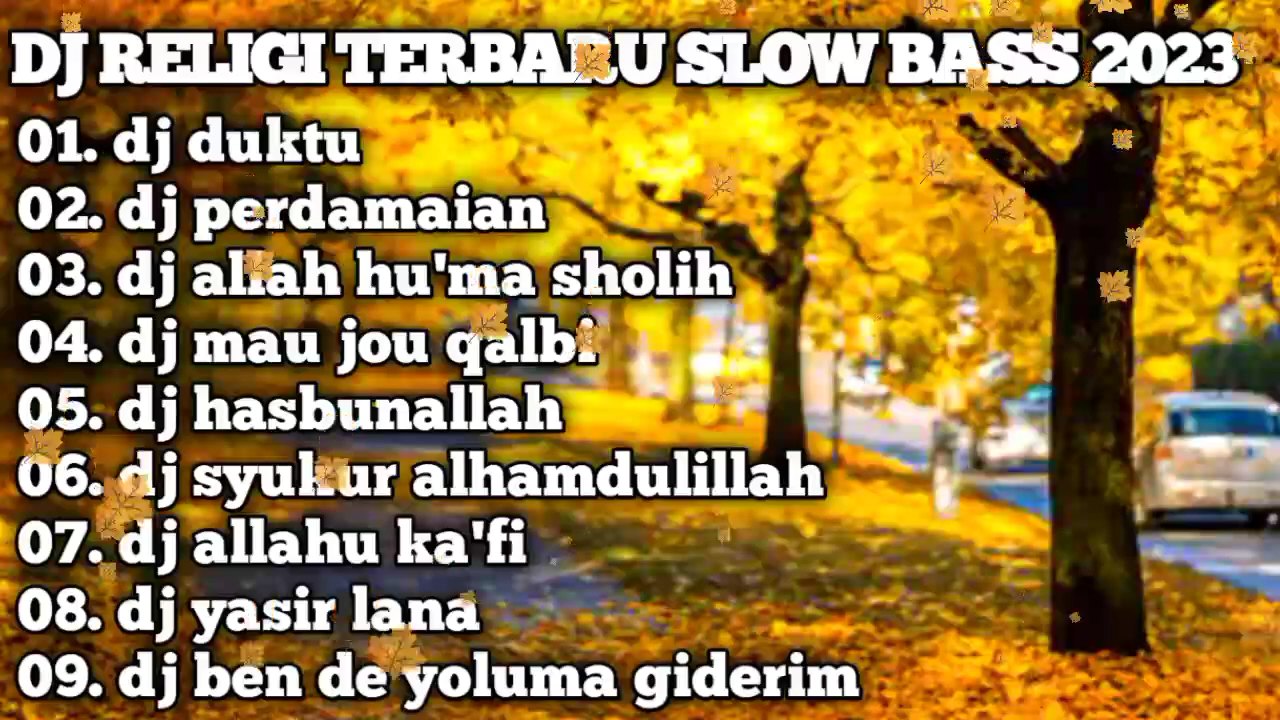 DJ RELIGI TERBARU SLOW BASS 2023
01. dj duktu
02. dj perdamaian
03. dj allah hu'ma sholih
04. dj mau jou qalbi
05. dj hasbunallah
06. dj syukur alhamdulillah
07. dj allahu ka'fi
08. dj yasir lana
09. dj ben de yoluma giderim